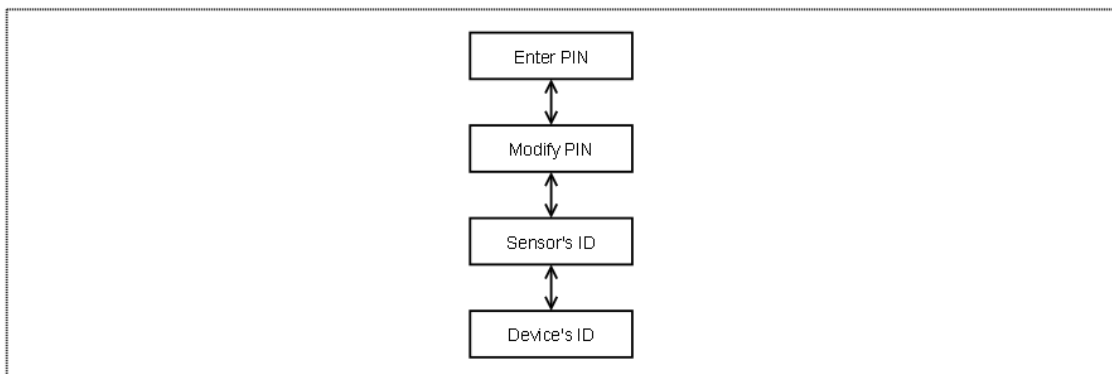 Enter PIN
Modify PIN
Sensor's ID
Device's ID